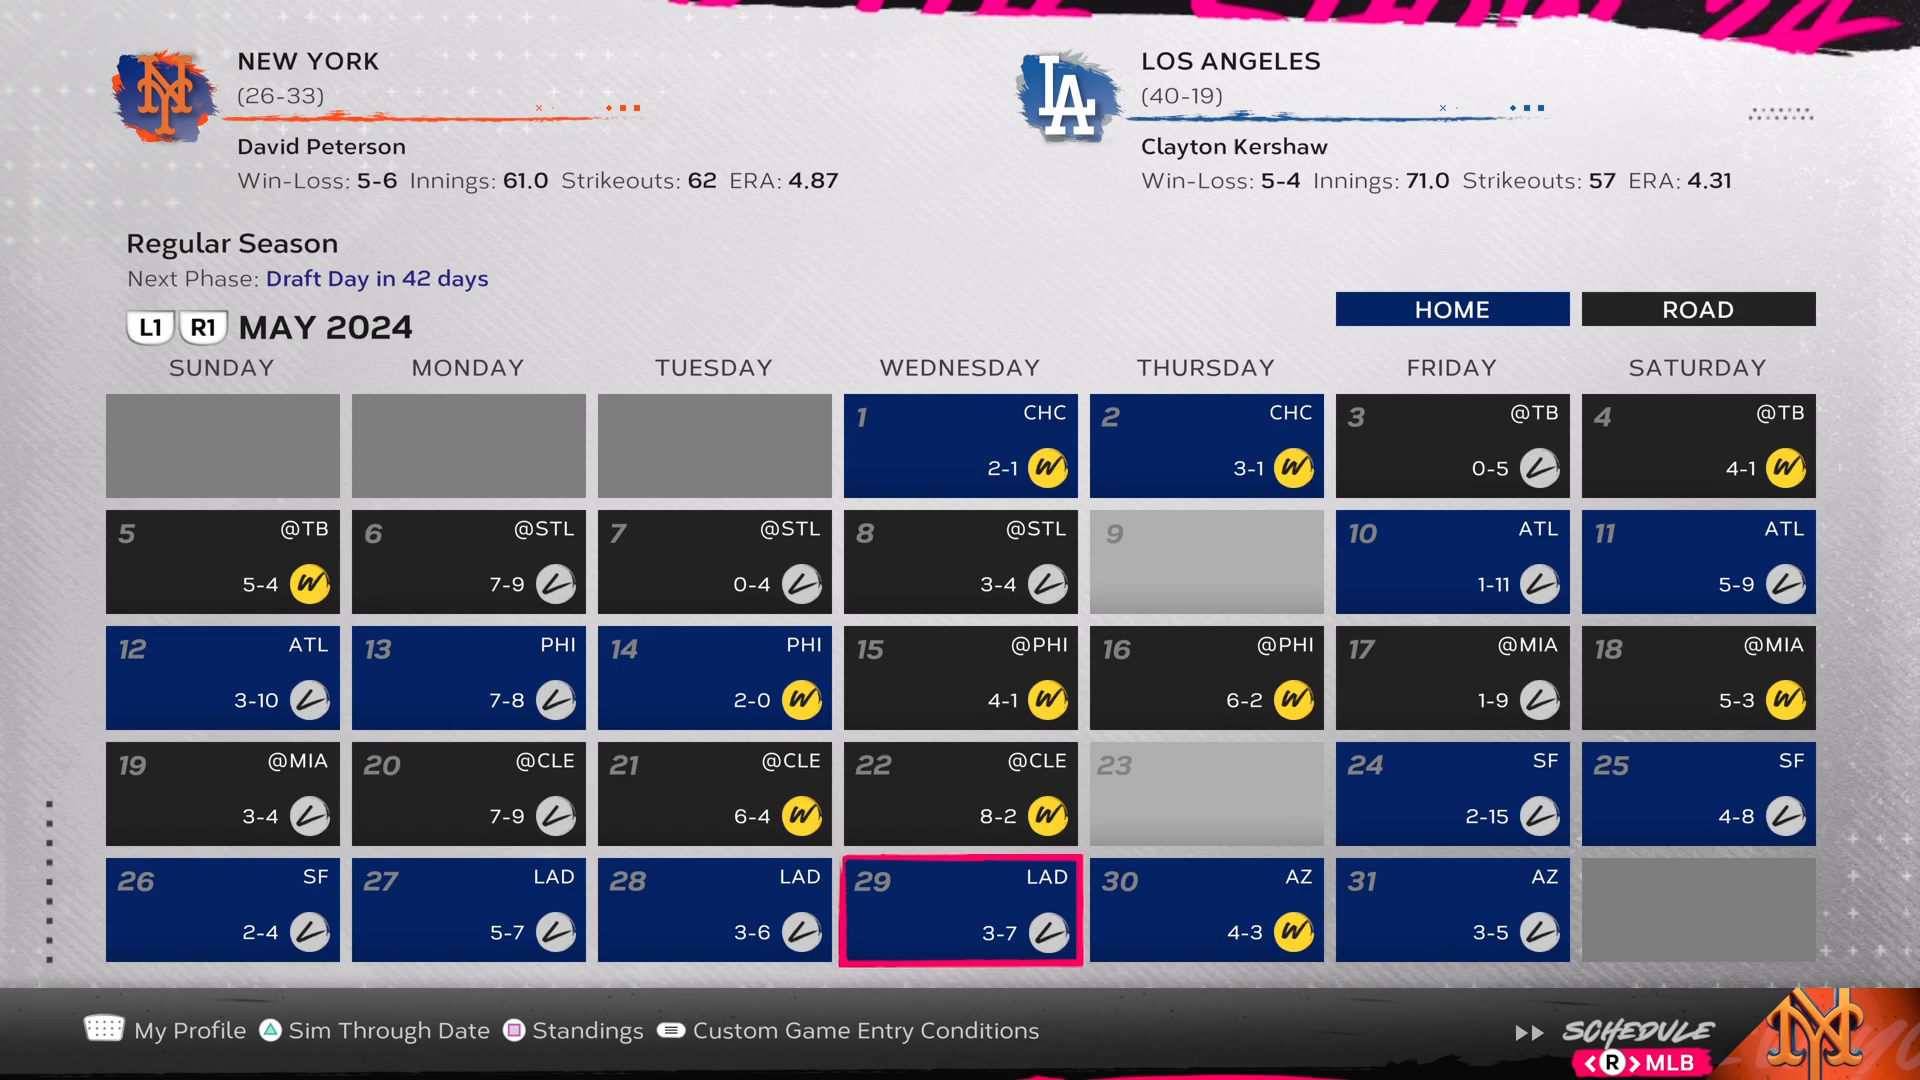 NEW YORK
(26-33)
David Peterson
Win-Loss: 5-6 Innings: 61.0 Strikeouts: 62 ERA: 4.87
LOS ANGELES
(40-19)
Clayton Kershaw
Win-Loss: 5-4 Innings: 71.0 Strikeouts: 57 ERA: 4.31
Regular Season
Next Phase: Draft Day in 42 days
L1 R1 MAY 2024
HOME ROAD
SUNDAY MONDAY TUESDAY WEDNESDAY THURSDAY FRIDAY SATURDAY
1 CHC 2 CHC 3 @TB 4 @TB
2-1 W 3-1 W 0-5 L 4-1 W
5 @TB 6 @STL 7 @STL 8 @STL 9 10 ATL 11 ATL
5-4 W 7-9 L 0-4 L 3-4 L 1-11 L 5-9 L
12 ATL 13 PHI 14 PHI 15 @PHI 16 @PHI 17 @MIA 18 @MIA
3-10 L 7-8 L 2-0 W 4-1 W 6-2 W 1-9 L 5-3 W
19 @MIA 20 @CLE 21 @CLE 22 @CLE 23 24 SF 25 SF
3-4 L 7-9 L 6-4 W 8-2 W 2-15 L 4-8 L
26 SF 27 LAD 28 LAD 29 LAD 30 AZ 31 AZ
2-4 L 5-7 L 3-6 L 3-7 L 4-3 W 3-5 L
My Profile Sim Through Date Standings Custom Game Entry Conditions
SCHEDULE
<R> MLB